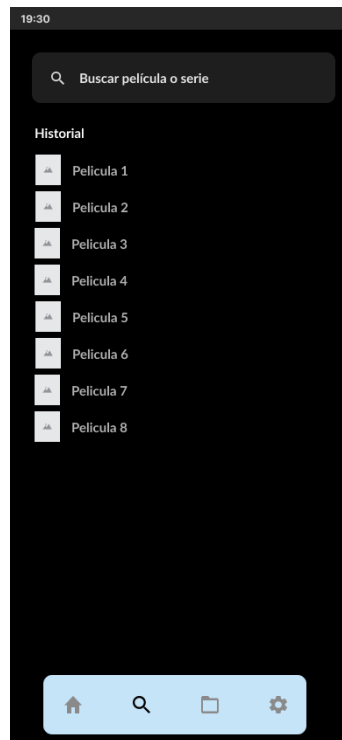 19:30
Buscar película o serie
Historial
Pelicula 1
Pelicula 2
Pelicula 3
Pelicula 4
Pelicula 5
Pelicula 6
Pelicula 7
Pelicula 8